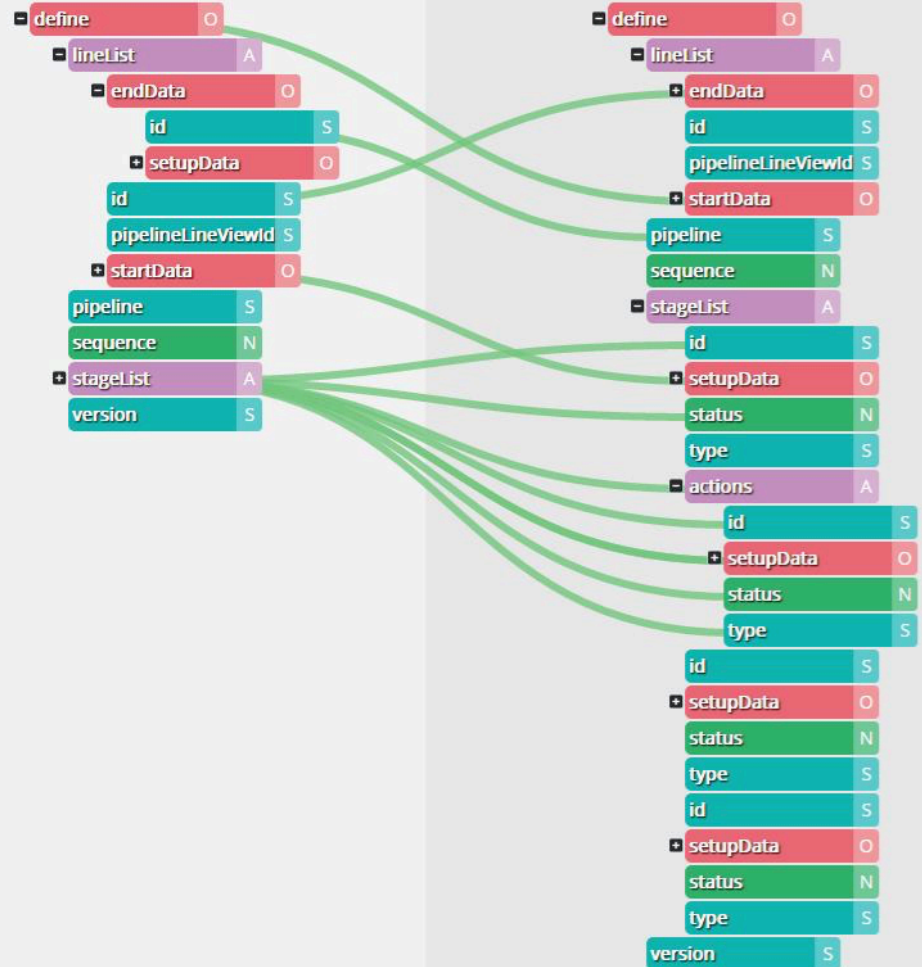 define O
lineList A
endData O
id S
setupData O
id S
pipelineLineViewId S
startData O
pipeline S
sequence N
stageList A
version S
define O
lineList A
endData O
id S
pipelineLineViewId S
startData O
pipeline S
sequence N
stageList A
id S
setupData O
status N
type S
actions A
id S
setupData O
status N
type S
id S
setupData O
status N
type S
id S
setupData O
status N
type S
version S